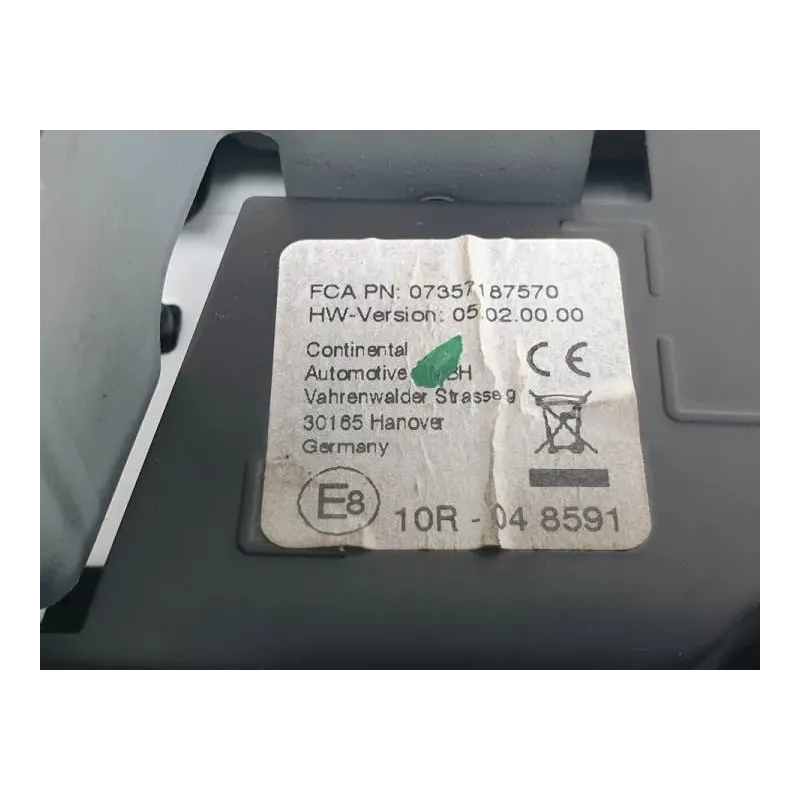 FCA PN: 07357187570
HW-Version: 05.02.00.00
Continental
Automotive GMBH
Vahrenwalder Strasse 9
30165 Hanover
Germany
CE
E8
10R - 04 8591